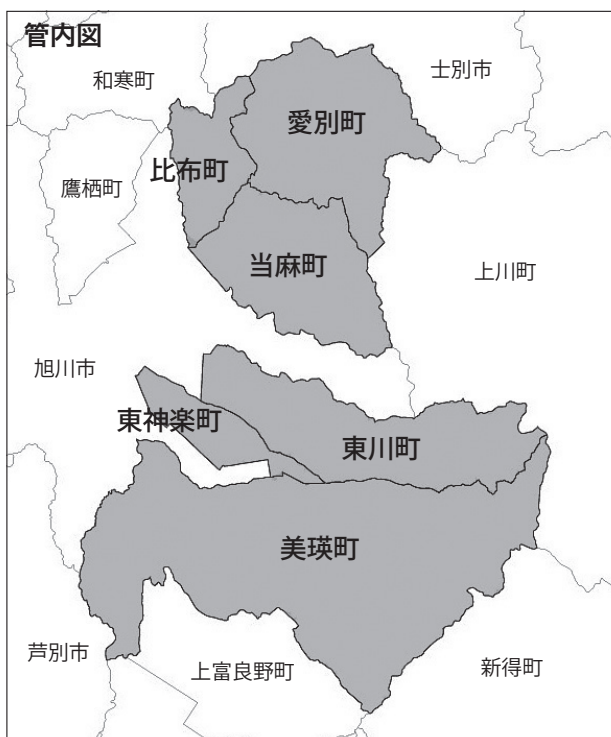 管内図
和寒町
士別市
愛別町
比布町
鷹栖町
当麻町
上川町
旭川市
東神楽町
東川町
美瑛町
芦別市
上富良野町
新得町